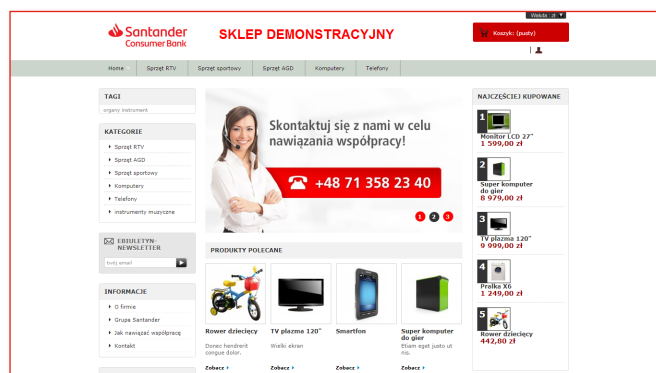 Waluta : zł ▼
Santander
Consumer Bank
SKLEP DEMONSTRACYJNY
Koszyk: (pusty)
Home
Sprzęt RTV
Sprzęt sportowy
Sprzęt AGD
Komputery
Telefony
TAGI
organy instrument
KATEGORIE
Sprzęt RTV
Sprzęt AGD
Sprzęt sportowy
Komputery
Telefony
instrumenty muzyczne
EBIULETYN-
NEWSLETTER
twój email
INFORMACJE
O firmie
Grupa Santander
Jak nawiązać współpracę
Kontakt
Skontaktuj się z nami w celu
nawiązania współpracy!
+48 71 358 23 40
1 2 3
PRODUKTY POLECANE
Rower dziecięcy
Donec hendrerit
congue dolor.
Zobacz
TV plazma 120"
Wielki ekran
Zobacz
Smartfon
Zobacz
Super komputer
do gier
Etiam eget justo ut
nis.
Zobacz
NAJCZĘŚCIEJ KUPOWANE
1
Monitor LCD 27"
1 599,00 zł
2
Super komputer
do gier
8 979,00 zł
3
TV plazma 120"
9 999,00 zł
4
Pralka X6
1 249,00 zł
5
Rower dziecięcy
442,80 zł